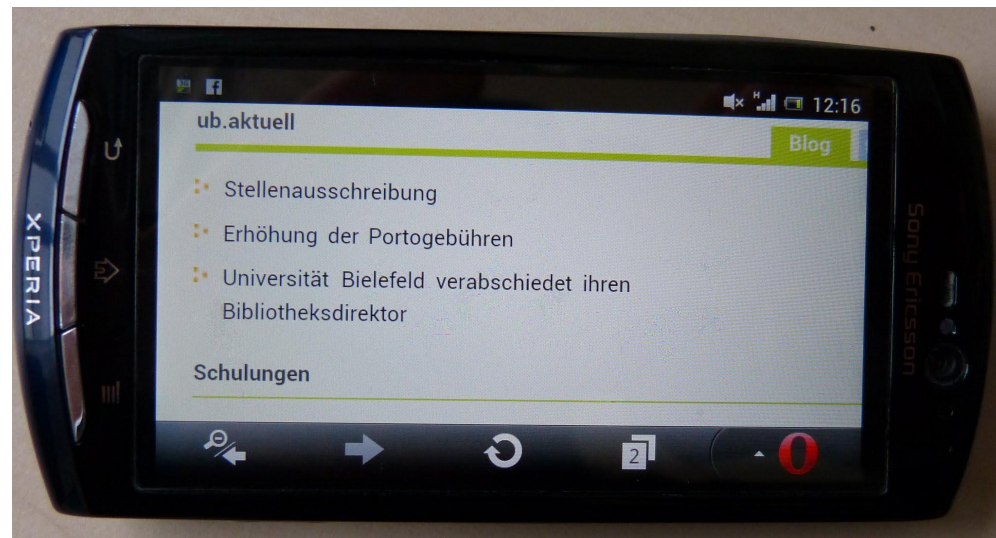 12:16
ub.aktuell
Blog
Stellenausschreibung
Erhöhung der Portogebühren
Universität Bielefeld verabschiedet ihren
Bibliotheksdirektor
Schulungen
2
XPERIA
Sony Ericsson